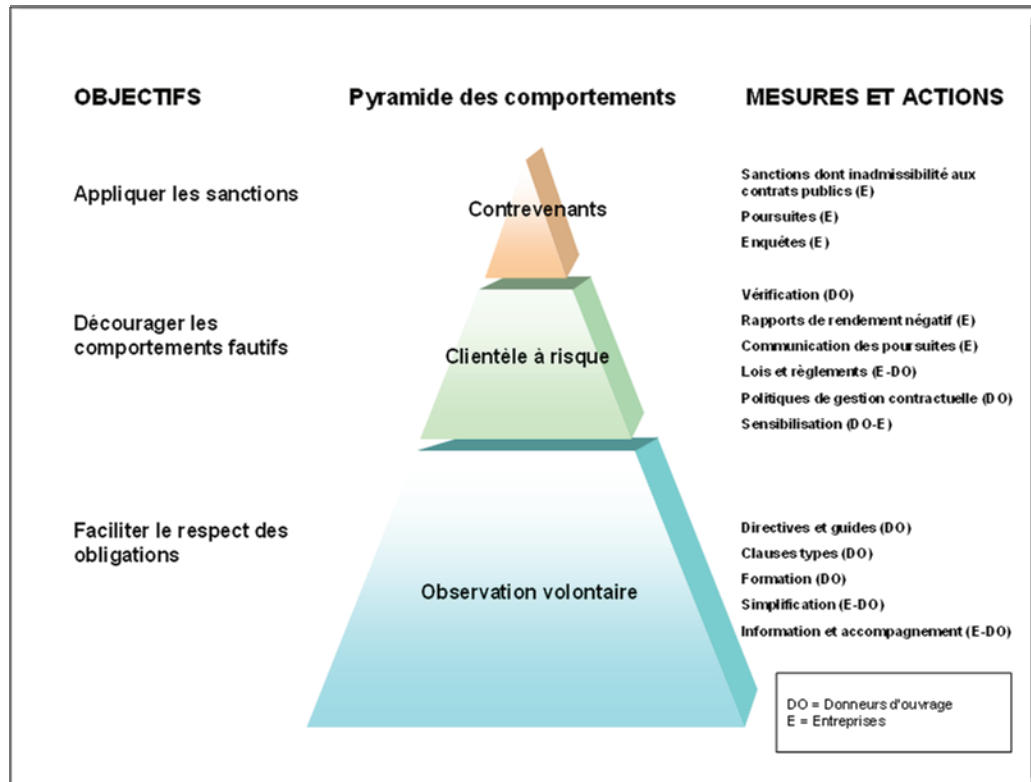 OBJECTIFS
Pyramide des comportements
MESURES ET ACTIONS
Appliquer les sanctions
Contrevenants
Sanctions dont inadmissibilité aux
contrats publics (E)
Poursuites (E)
Enquêtes (E)
Décourager les
comportements fautifs
Clientèle à risque
Vérification (DO)
Rapports de rendement négatif (E)
Communication des poursuites (E)
Lois et règlements (E-DO)
Politiques de gestion contractuelle (DO)
Sensibilisation (DO-E)
Faciliter le respect des
obligations
Observation volontaire
Directives et guides (DO)
Clauses types (DO)
Formation (DO)
Simplification (E-DO)
Information et accompagnement (E-DO)
DO = Donneurs d'ouvrage
E = Entreprises